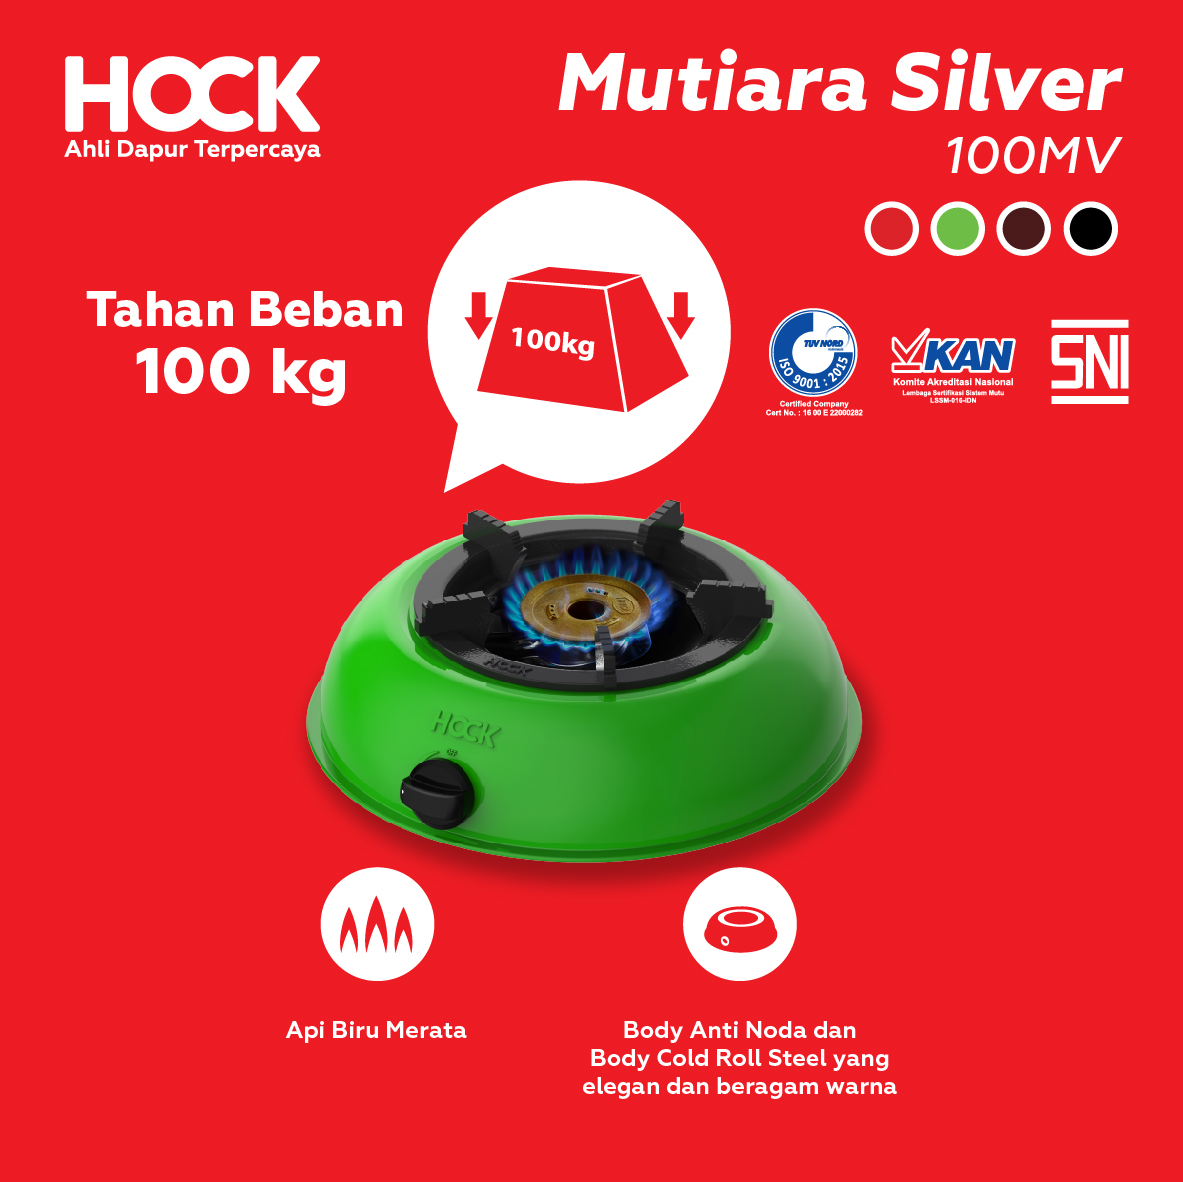 HOCK
Ahli Dapur Terpercaya
Mutiara Silver
100MV
Tahan Beban
100 kg
100kg
TUV NORD
ISO 9001 : 2015
Certified Company
Cert No. : 16 00 E 22000282
KAN
Komite Akreditasi Nasional
Lembaga Sertifikasi Sistem Mutu
LSSM-016-IDN
SNI
HOCK
HOCK
OFF
Api Biru Merata
Body Anti Noda dan
Body Cold Roll Steel yang
elegan dan beragam warna